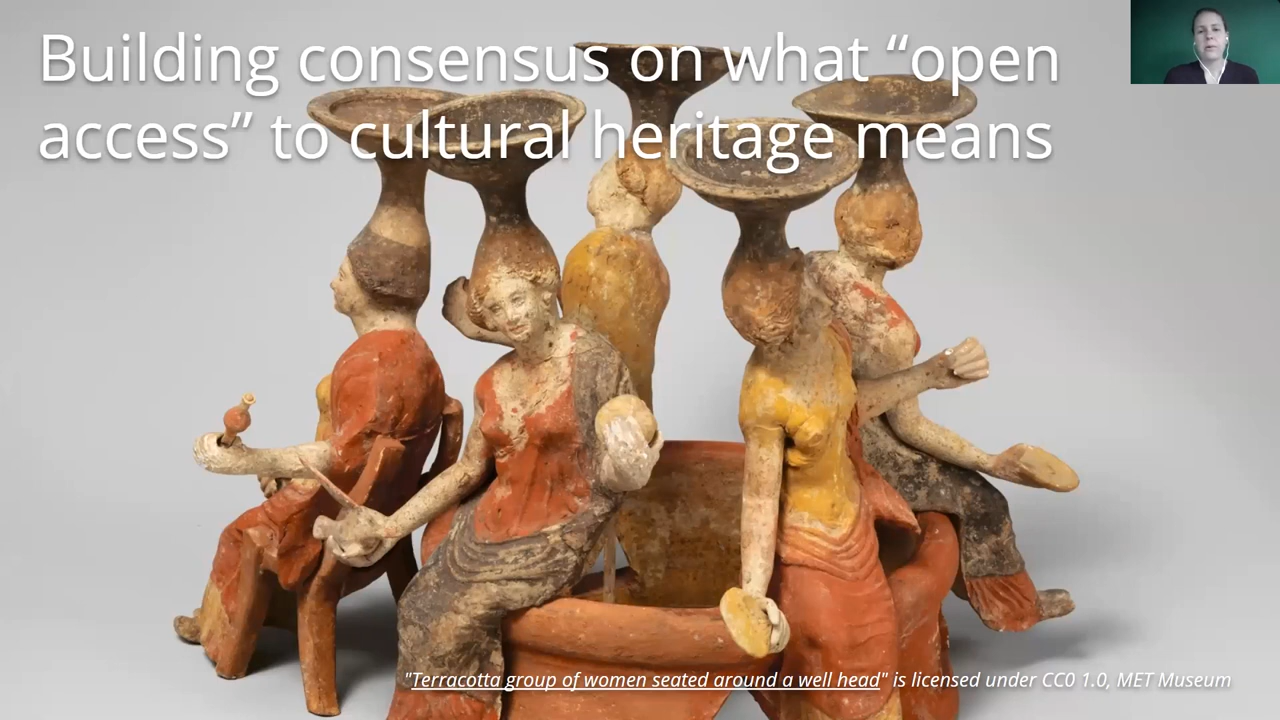 Building consensus on what “open
access” to cultural heritage means
"Terracotta group of women seated around a well head" is licensed under CC0 1.0, MET Museum